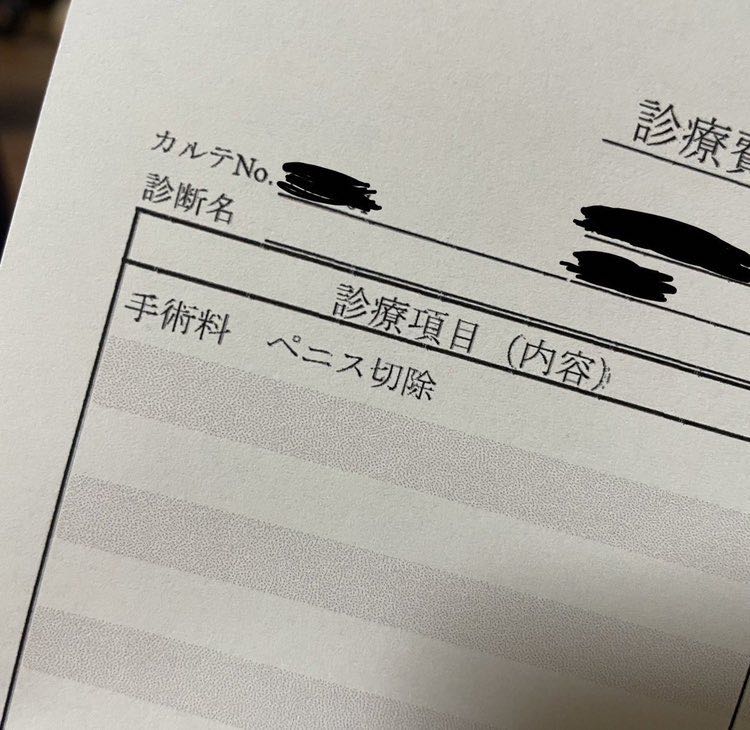 診療費
カルテNo.
診断名
診療項目 (内容)
手術料 ペニス切除